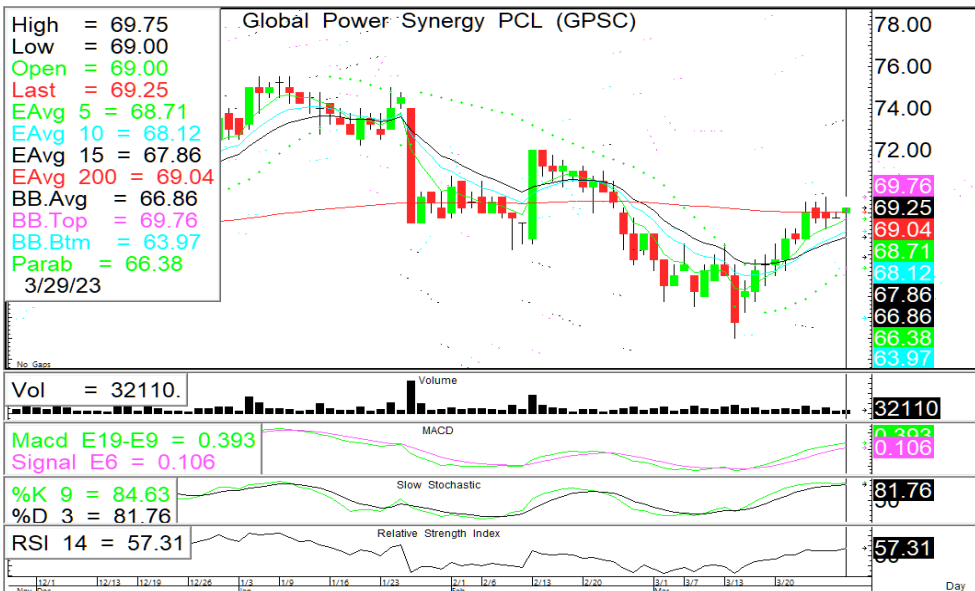 Global Power Synergy PCL (GPSC)
High = 69.75
Low = 69.00
Open = 69.00
Last = 69.25
EAvg 5 = 68.71
EAvg 10 = 68.12
EAvg 15 = 67.86
EAvg 200 = 69.04
BB.Avg = 66.86
BB.Top = 69.76
BB.Btm = 63.97
Parab = 66.38
3/29/23
78.00
76.00
74.00
72.00
69.76
69.25
69.04
68.71
68.12
67.86
66.86
66.38
63.97
No Gaps
Vol = 32110.
Volume
32110
Macd E19-E9 = 0.393
Signal E6 = 0.106
MACD
0.393
0.106
%K 9 = 84.63
%D 3 = 81.76
Slow Stochastic
81.76
RSI 14 = 57.31
Relative Strength Index
57.31
12/1 12/13 12/19 12/26 1/3 1/9 1/16 1/23 2/1 2/6 2/13 2/20 3/1 3/7 3/13 3/20
Day